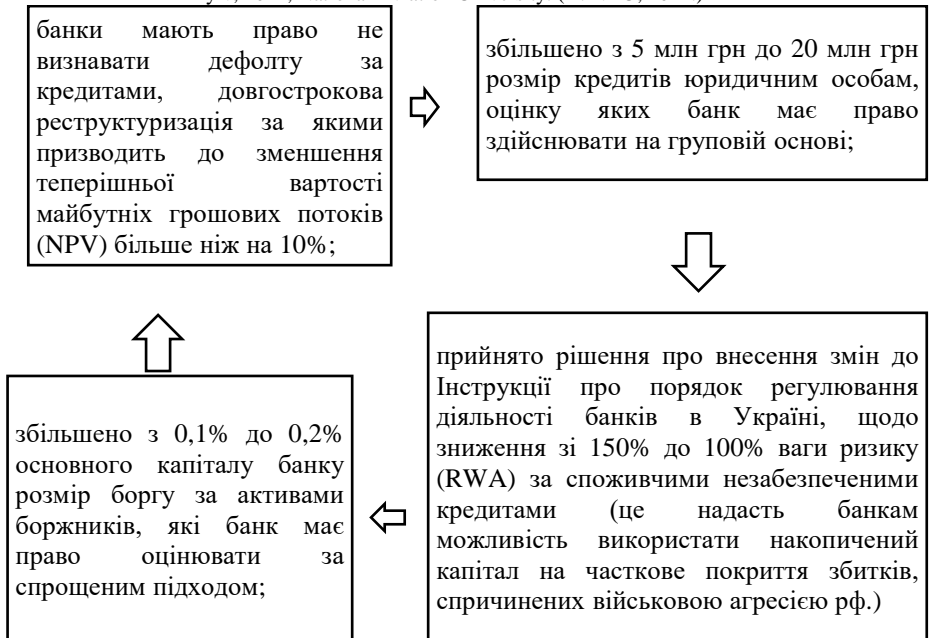 банки мають право не
визнавати дефолту за
кредитами, довгострокова
реструктуризація за якими
призводить до зменшення
теперішньої вартості
майбутніх грошових потоків
(NPV) більше ніж на 10%;
збільшено з 5 млн грн до 20 млн грн
розмір кредитів юридичним особам,
оцінку яких банк має право
здійснювати на груповій основі;
прийнято рішення про внесення змін до
Інструкції про порядок регулювання
діяльності банків в Україні, щодо
зниження зі 150% до 100% ваги ризику
(RWA) за споживчими незабезпеченими
кредитами (це надасть банкам
можливість використати накопичений
капітал на часткове покриття збитків,
спричинених військовою агресією рф.)
збільшено з 0,1% до 0,2%
основного капіталу банку
розмір боргу за активами
боржників, які банк має
право оцінювати за
спрощеним підходом;